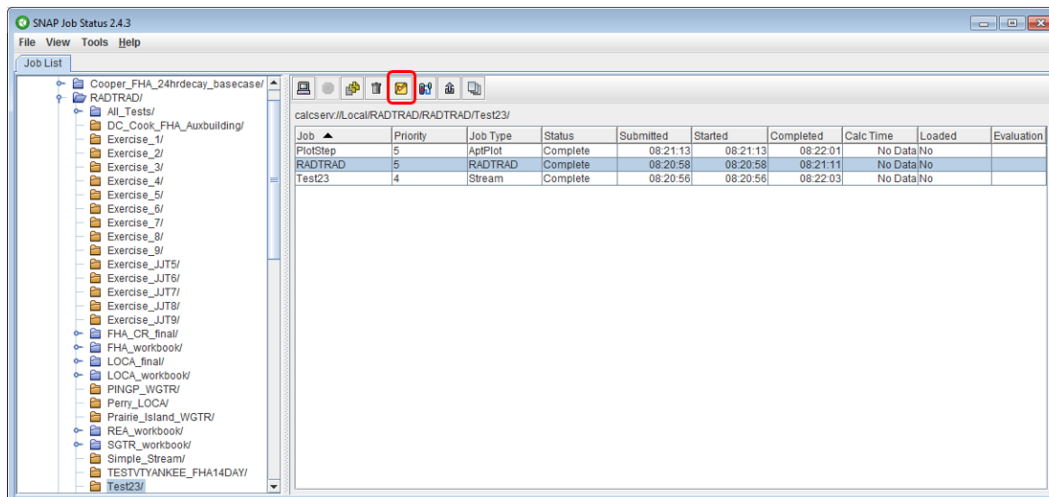 SNAP Job Status 2.4.3
File View Tools Help
Job List
Cooper_FHA_24hrdecay_basecase/
RADTRAD/
All_Tests/
DC_Cook_FHA_Auxbuilding/
Exercise_1/
Exercise_2/
Exercise_3/
Exercise_4/
Exercise_5/
Exercise_6/
Exercise_7/
Exercise_8/
Exercise_9/
Exercise_JJT5/
Exercise_JJT6/
Exercise_JJT7/
Exercise_JJT8/
Exercise_JJT9/
FHA_CR_final/
FHA_workbook/
LOCA_final/
LOCA_workbook/
PINGP_WGTR/
Perry_LOCA/
Prairie_Island_WGTR/
REA_workbook/
SGTR_workbook/
Simple_Stream/
TESTVTYANKEE_FHA14DAY/
Test23/
calcserv://Local/RADTRAD/RADTRAD/Test23/
Job Priority Job Type Status Submitted Started Completed Calc Time Loaded Evaluation
PlotStep 5 AptPlot Complete 08:21:13 08:21:13 08:22:01 No Data No
RADTRAD 5 RADTRAD Complete 08:20:58 08:20:58 08:21:11 No Data No
Test23 4 Stream Complete 08:20:56 08:20:56 08:22:03 No Data No